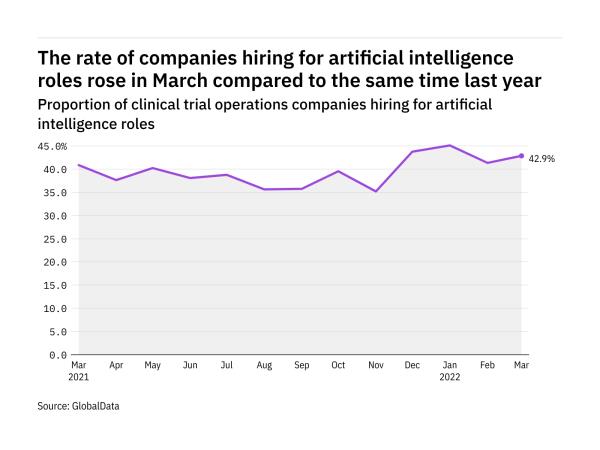 The rate of companies hiring for artificial intelligence
roles rose in March compared to the same time last year
Proportion of clinical trial operations companies hiring for artificial
intelligence roles
45.0%
40.0
35.0
30.0
25.0
20.0
15.0
10.0
5.0
0.0
42.9%
Mar Apr May Jun Jul Aug Sep Oct Nov Dec Jan Feb Mar
2021 2022
Source: GlobalData